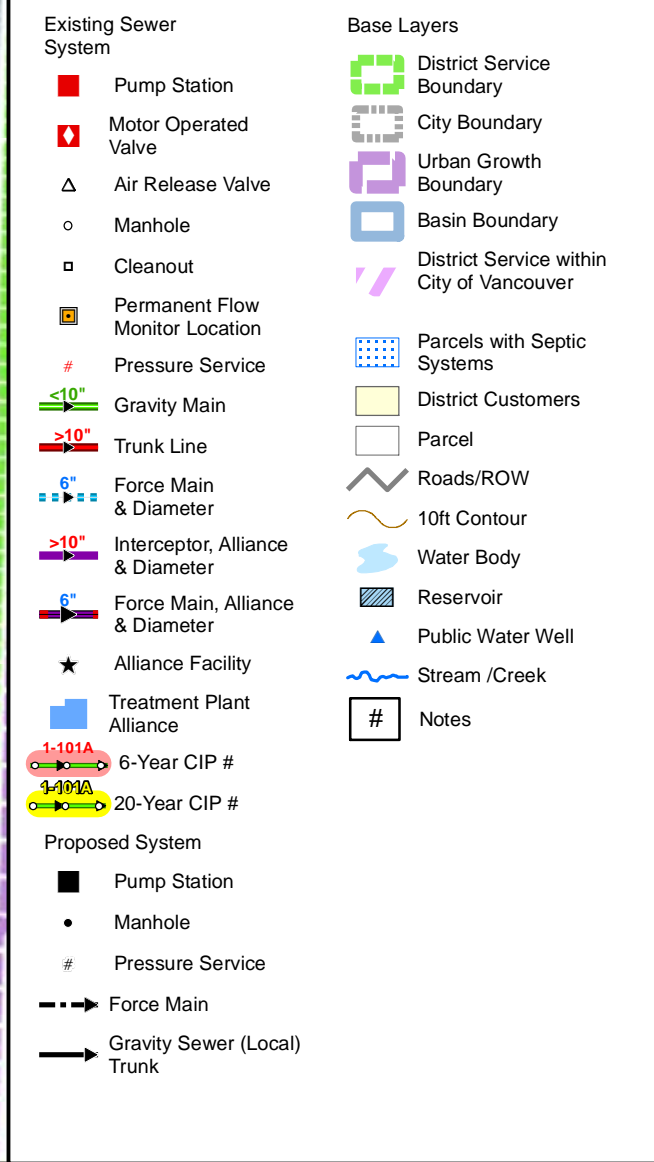 Existing Sewer
System
Pump Station
Motor Operated
Valve
Air Release Valve
Manhole
Cleanout
Permanent Flow
Monitor Location
# Pressure Service
<10"
Gravity Main
>10"
Trunk Line
6"
Force Main
& Diameter
>10"
Interceptor, Alliance
& Diameter
6"
Force Main, Alliance
& Diameter
Alliance Facility
Treatment Plant
Alliance
1-101A
6-Year CIP #
1-101A
20-Year CIP #
Proposed System
Pump Station
Manhole
# Pressure Service
Force Main
Gravity Sewer (Local)
Trunk
Base Layers
District Service
Boundary
City Boundary
Urban Growth
Boundary
Basin Boundary
District Service within
City of Vancouver
Parcels with Septic
Systems
District Customers
Parcel
Roads/ROW
10ft Contour
Water Body
Reservoir
Public Water Well
Stream /Creek
# Notes